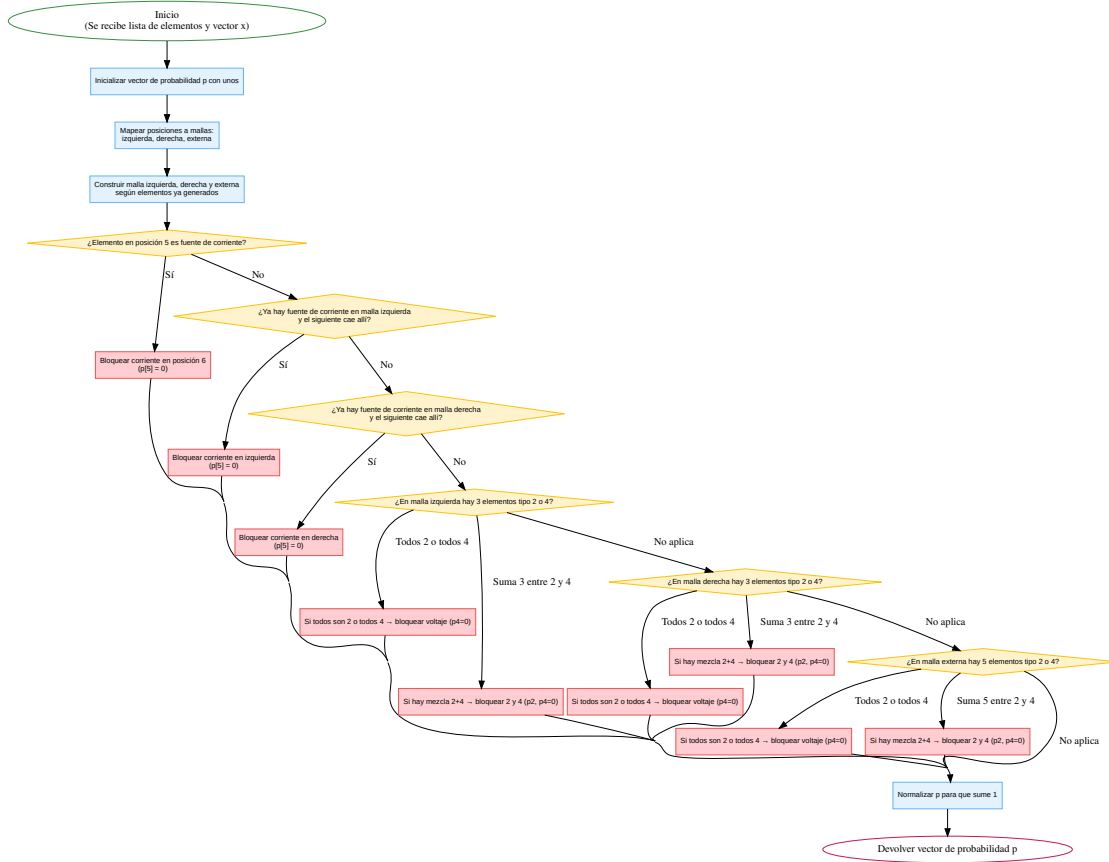 Inicio
(Se recibe lista de elementos y vector x)
Inicializar vector de probabilidad p con unos
Mapear posiciones a mallas:
izquierda, derecha, externa
Construir malla izquierda, derecha y externa
según elementos ya generados
¿Elemento en posición 5 es fuente de corriente?
Sí
No
¿Ya hay fuente de corriente en malla izquierda
y el siguiente cae allí?
Bloquear corriente en posición 6
(p[5] = 0)
Sí
No
¿Ya hay fuente de corriente en malla derecha
y el siguiente cae allí?
Bloquear corriente en izquierda
(p[5] = 0)
Sí
No
¿En malla izquierda hay 3 elementos tipo 2 o 4?
Bloquear corriente en derecha
(p[5] = 0)
Todos 2 o todos 4
Suma 3 entre 2 y 4
No aplica
¿En malla derecha hay 3 elementos tipo 2 o 4?
Si todos son 2 o todos 4 → bloquear voltaje (p4=0)
Todos 2 o todos 4
Suma 3 entre 2 y 4
No aplica
Si hay mezcla 2+4 → bloquear 2 y 4 (p2, p4=0)
¿En malla externa hay 5 elementos tipo 2 o 4?
Si hay mezcla 2+4 → bloquear 2 y 4 (p2, p4=0)
Si todos son 2 o todos 4 → bloquear voltaje (p4=0)
Todos 2 o todos 4
Suma 5 entre 2 y 4
No aplica
Si todos son 2 o todos 4 → bloquear voltaje (p4=0)
Si hay mezcla 2+4 → bloquear 2 y 4 (p2, p4=0)
Normalizar p para que sume 1
Devolver vector de probabilidad p